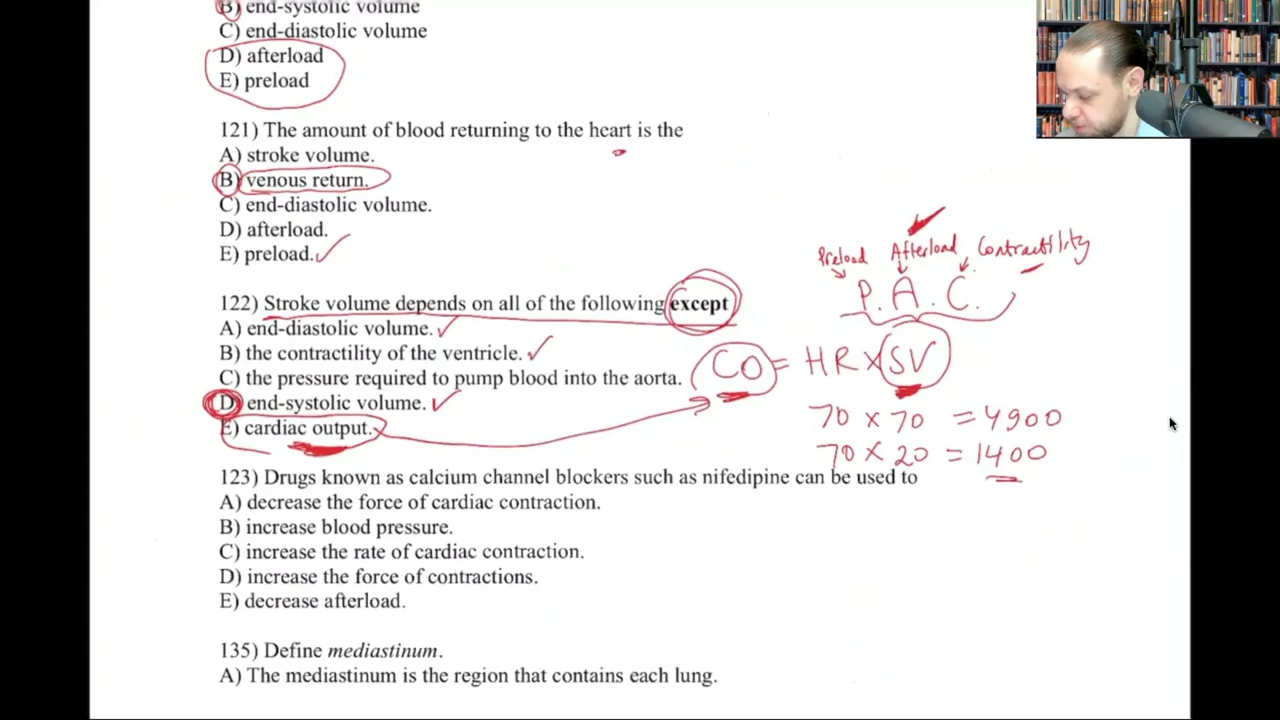 B) end-systolic volume
C) end-diastolic volume
D) afterload
E) preload
121) The amount of blood returning to the heart is the
A) stroke volume.
B) venous return.
C) end-diastolic volume.
D) afterload.
E) preload.
Preload Afterload Contractility
P. A. C.
122) Stroke volume depends on all of the following except
A) end-diastolic volume.
B) the contractility of the ventricle.
C) the pressure required to pump blood into the aorta.
D) end-systolic volume.
E) cardiac output.
CO = HR × SV
70 × 70 = 4900
70 × 20 = 1400
123) Drugs known as calcium channel blockers such as nifedipine can be used to
A) decrease the force of cardiac contraction.
B) increase blood pressure.
C) increase the rate of cardiac contraction.
D) increase the force of contractions.
E) decrease afterload.
135) Define mediastinum.
A) The mediastinum is the region that contains each lung.